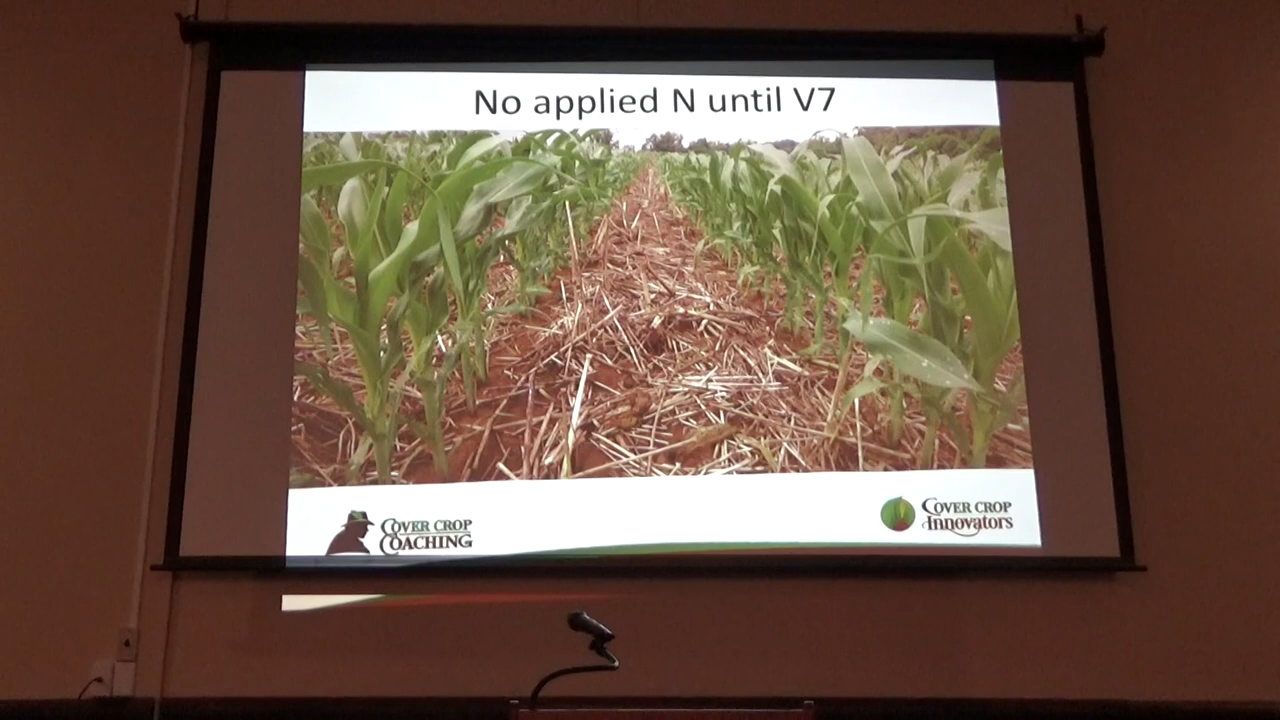 No applied N until V7
COVER CROP
COACHING
COVER CROP
Innovators